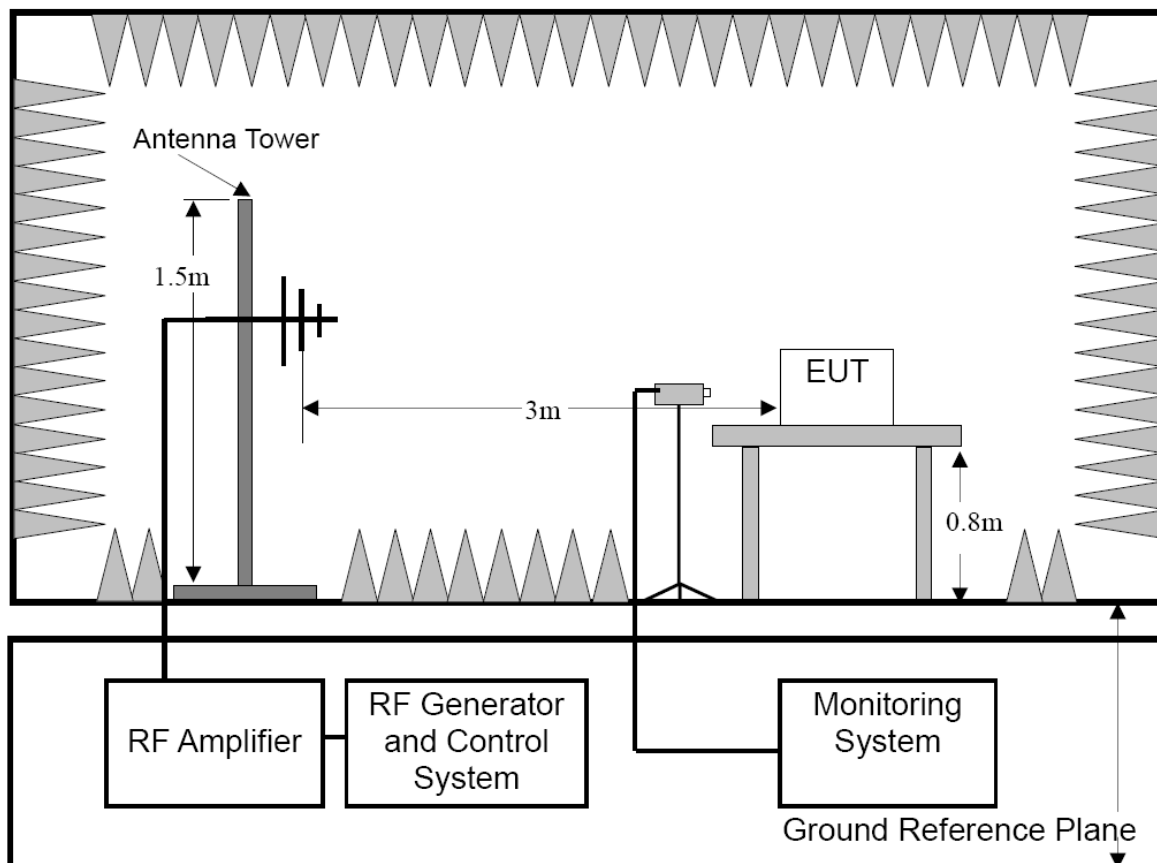 Antenna Tower
1.5m
EUT
3m
0.8m
RF Amplifier
RF Generator
and Control
System
Monitoring
System
Ground Reference Plane